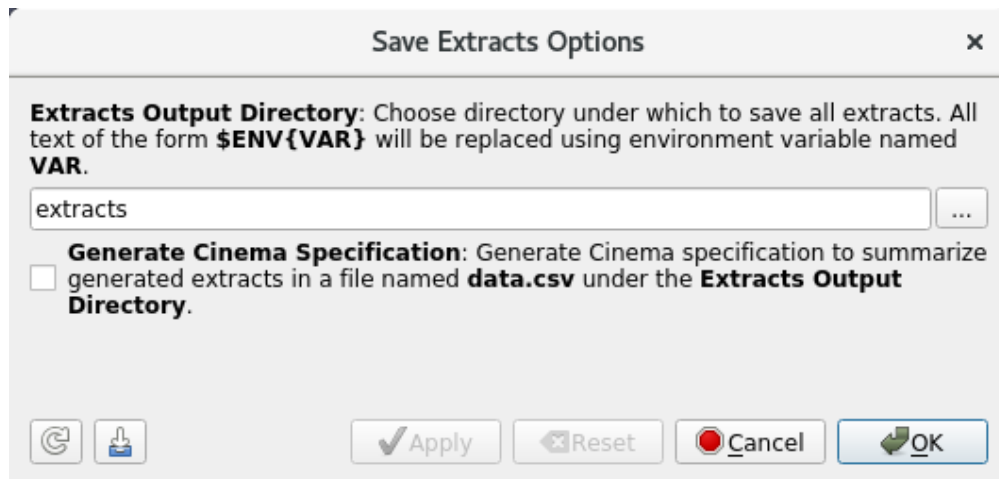 Save Extracts Options ×
Extracts Output Directory: Choose directory under which to save all extracts. All
text of the form $ENV{VAR} will be replaced using environment variable named
VAR.
extracts ...
Generate Cinema Specification: Generate Cinema specification to summarize
generated extracts in a file named data.csv under the Extracts Output
Directory.
Apply Reset Cancel OK